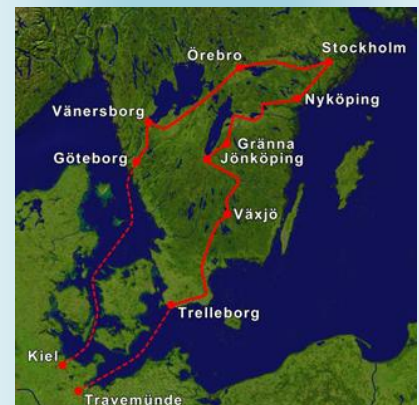 Stockholm
Örebro
Nyköping
Vänersborg
Gränna
Göteborg
Jönköping
Växjö
Trelleborg
Kiel
Travemünde